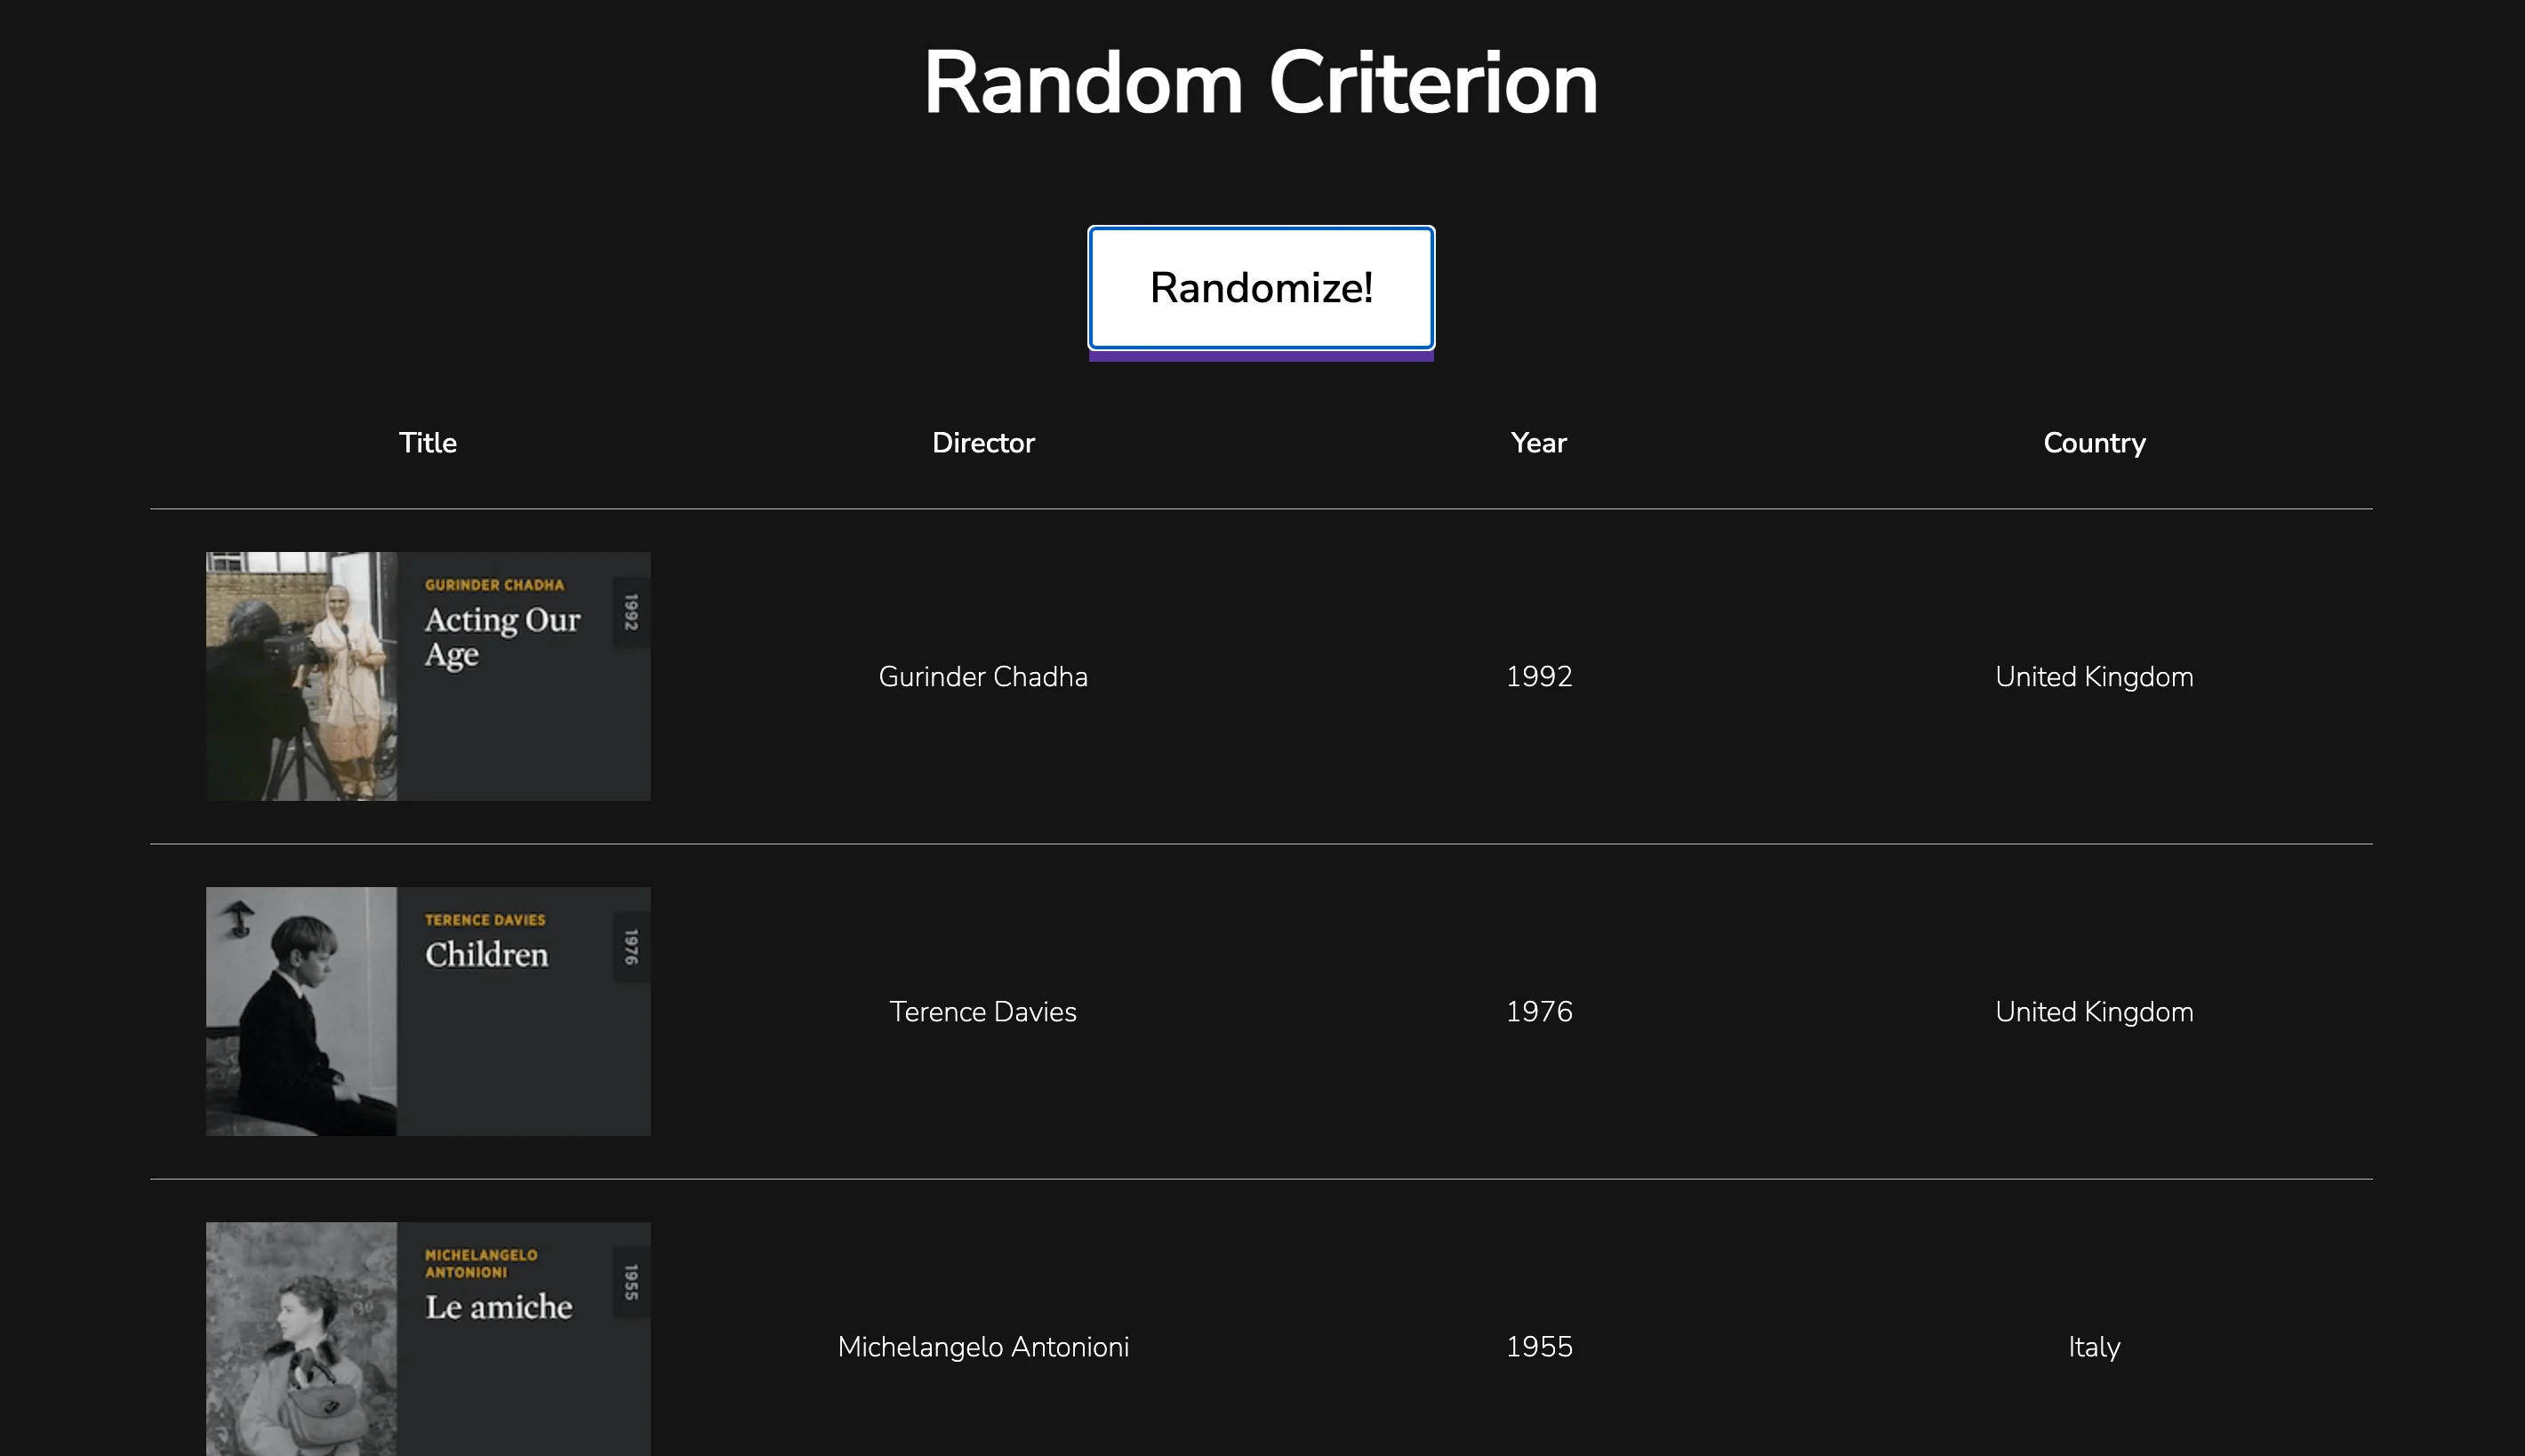 Random Criterion
Randomize!
Title Director Year Country
GURINDER CHADHA
Acting Our
Age
1992
Gurinder Chadha 1992 United Kingdom
TERENCE DAVIES
Children
1976
Terence Davies 1976 United Kingdom
MICHELANGELO
ANTONIONI
Le amiche
1955
Michelangelo Antonioni 1955 Italy